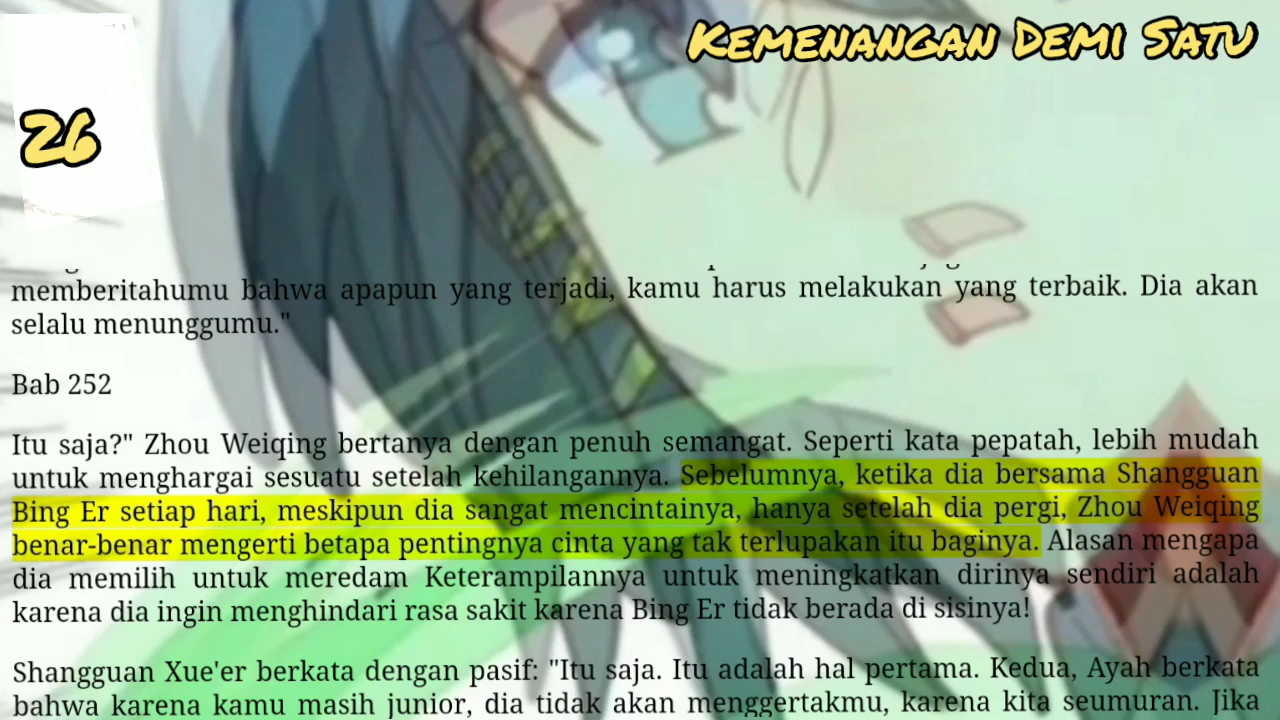 Kemenangan Demi Satu
26
memberitahumu bahwa apapun yang terjadi, kamu harus melakukan yang terbaik. Dia akan
selalu menunggumu."
Bab 252
Itu saja?" Zhou Weiqing bertanya dengan penuh semangat. Seperti kata pepatah, lebih mudah
untuk menghargai sesuatu setelah kehilangannya. Sebelumnya, ketika dia bersama Shangguan
Bing Er setiap hari, meskipun dia sangat mencintainya, hanya setelah dia pergi, Zhou Weiqing
benar-benar mengerti betapa pentingnya cinta yang tak terlupakan itu baginya. Alasan mengapa
dia memilih untuk meredam Keterampilannya untuk meningkatkan dirinya sendiri adalah
karena dia ingin menghindari rasa sakit karena Bing Er tidak berada di sisinya!
Shangguan Xue'er berkata dengan pasif: "Itu saja. Itu adalah hal pertama. Kedua, Ayah berkata
bahwa karena kamu masih junior, dia tidak akan menggertakmu, karena kita seumuran. Jika